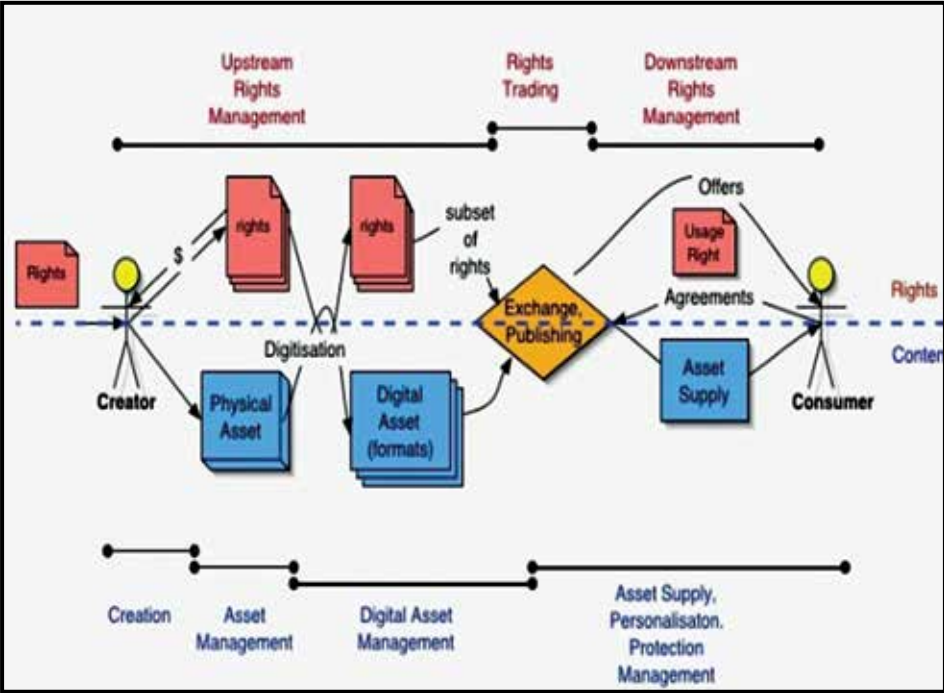 Upstream
Rights
Management
Rights
Trading
Downstream
Rights
Management
Offers
rights
rights
subset
of
rights
Usage
Right
$
Rights
Agreements
Rights
Exchange,
Publishing
Digitisation
Conten
Asset
Supply
Physical
Asset
Digital
Asset
(formats)
Creator
Consumer
Creation
Asset
Management
Digital Asset
Management
Asset Supply,
Personalisaton.
Protection
Management